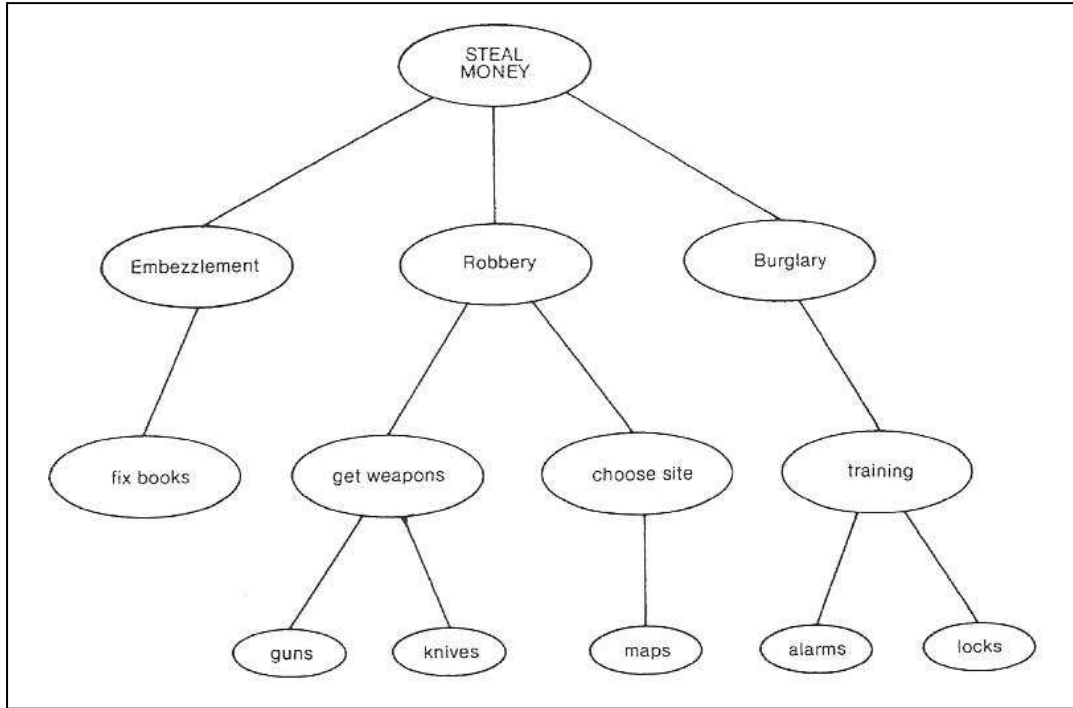 STEAL
MONEY
Embezzlement
Robbery
Burglary
fix books
get weapons
choose site
training
guns
knives
maps
alarms
locks